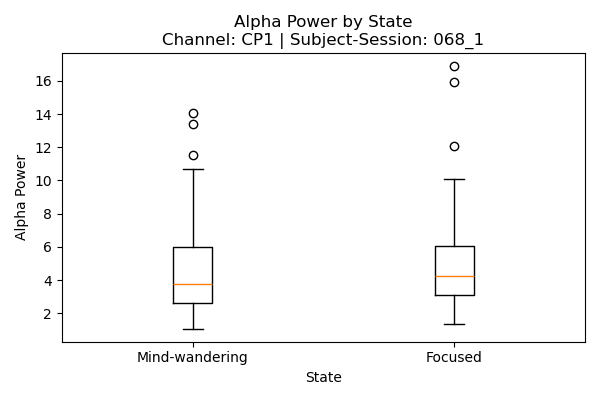 Alpha Power by State
Channel: CP1 | Subject-Session: 068_1
Alpha Power
16
14
12
10
8
6
4
2
Mind-wandering
Focused
State